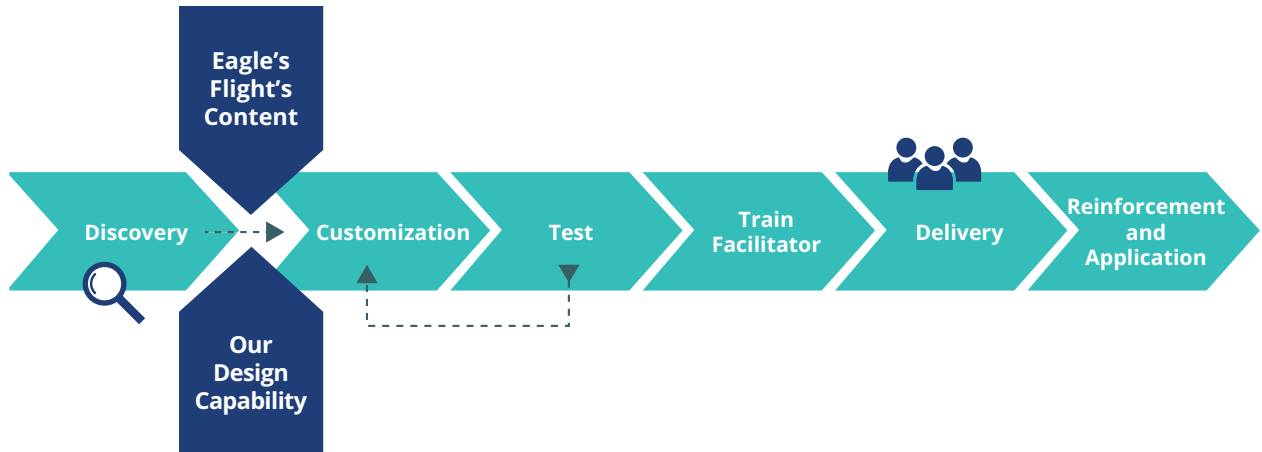 Eagle’s
Flight’s
Content
Discovery
Customization
Test
Train
Facilitator
Delivery
Reinforcement
and
Application
Our
Design
Capability